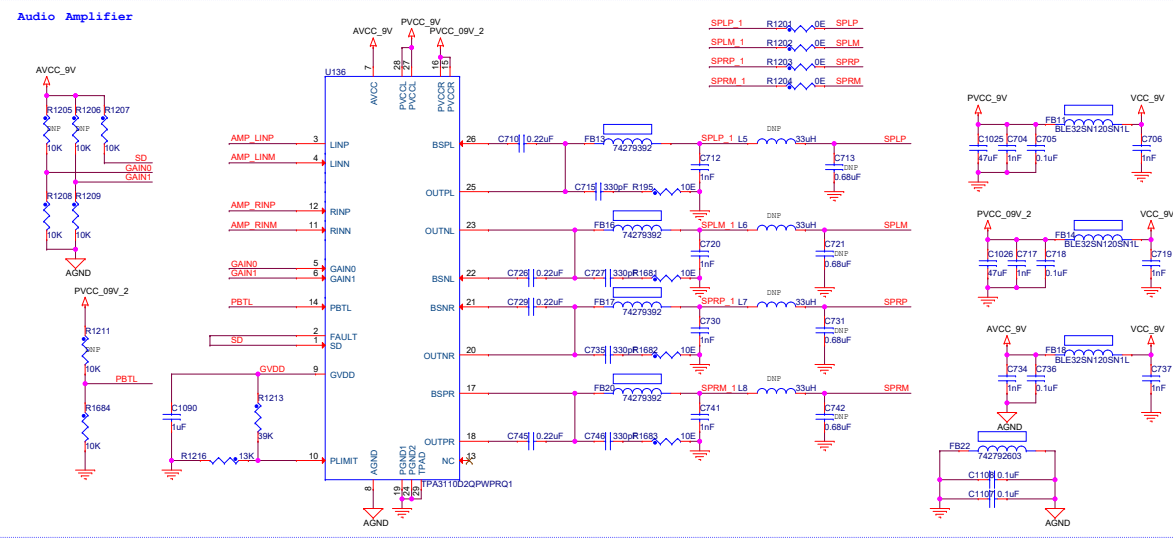 Audio Amplifier
SPLP_1 R1201 0E SPLP
SPLM_1 R1202 0E SPLM
SPRP_1 R1203 0E SPRP
SPRM_1 R1204 0E SPRM
PVCC_9V
AVCC_9V PVCC_09V_2
7 28 27 16 15
U136
AVCC PVCCL PVCCL PVCCR PVCCR
AVCC_9V
R1205 R1206 R1207
DNP DNP
10K 10K 10K
SD
GAIN0
GAIN1
R1208 R1209
10K 10K
AGND
PVCC_09V_2
R1211
DNP
10K
PBTL
R1684
10K
AMP_LINP 3 LINP
AMP_LINM 4 LINN
AMP_RINP 12 RINP
AMP_RINM 11 RINN
GAIN0 5 GAIN0
GAIN1 6 GAIN1
PBTL 14 PBTL
2 FAULT
SD 1 SD
GVDD 9 GVDD
C1090
1uF
R1213
39K
R1216 13K 10 PLIMIT
AGND PGND1 PGND2 TPAD
8 19 24 29
AGND
TPA3110D2QPWPRQ1
BSPL 26 C710 0.22uF FB13 74279392 SPLP_1 L5 DNP 33uH SPLP
C712
1nF
C713
DNP
0.68uF
OUTPL 25 C715 330pF R195 10E
OUTNL 23 FB16 74279392 SPLM_1 L6 33uH SPLM
C720
1nF
C721
DNP
0.68uF
BSNL 22 C726 0.22uF C727 330pF R1681 10E
BSNR 21 C729 0.22uF FB17 74279392 SPRP_1 L7 33uH SPRP
C730
1nF
C731
DNP
0.68uF
OUTNR 20 C735 330pF R1682 10E
BSPR 17 FB20 74279392 SPRM_1 L8 DNP 33uH SPRM
C741
1nF
C742
DNP
0.68uF
OUTPR 18 C745 0.22uF C746 330pF R1683 10E
NC 13
PVCC_9V VCC_9V
FB11
BLE32SN120SN1L
C1025 C704 C705 C706
47uF 1nF 0.1uF 1nF
PVCC_09V_2 VCC_9V
FB14
BLE32SN120SN1L
C1026 C717 C718 C719
47uF 1nF 0.1uF 1nF
AVCC_9V VCC_9V
FB18
BLE32SN120SN1L
C734 C736 C737
1nF 0.1uF 1nF
AGND
FB22
742792603
C1108 0.1uF
C1107 0.1uF
AGND